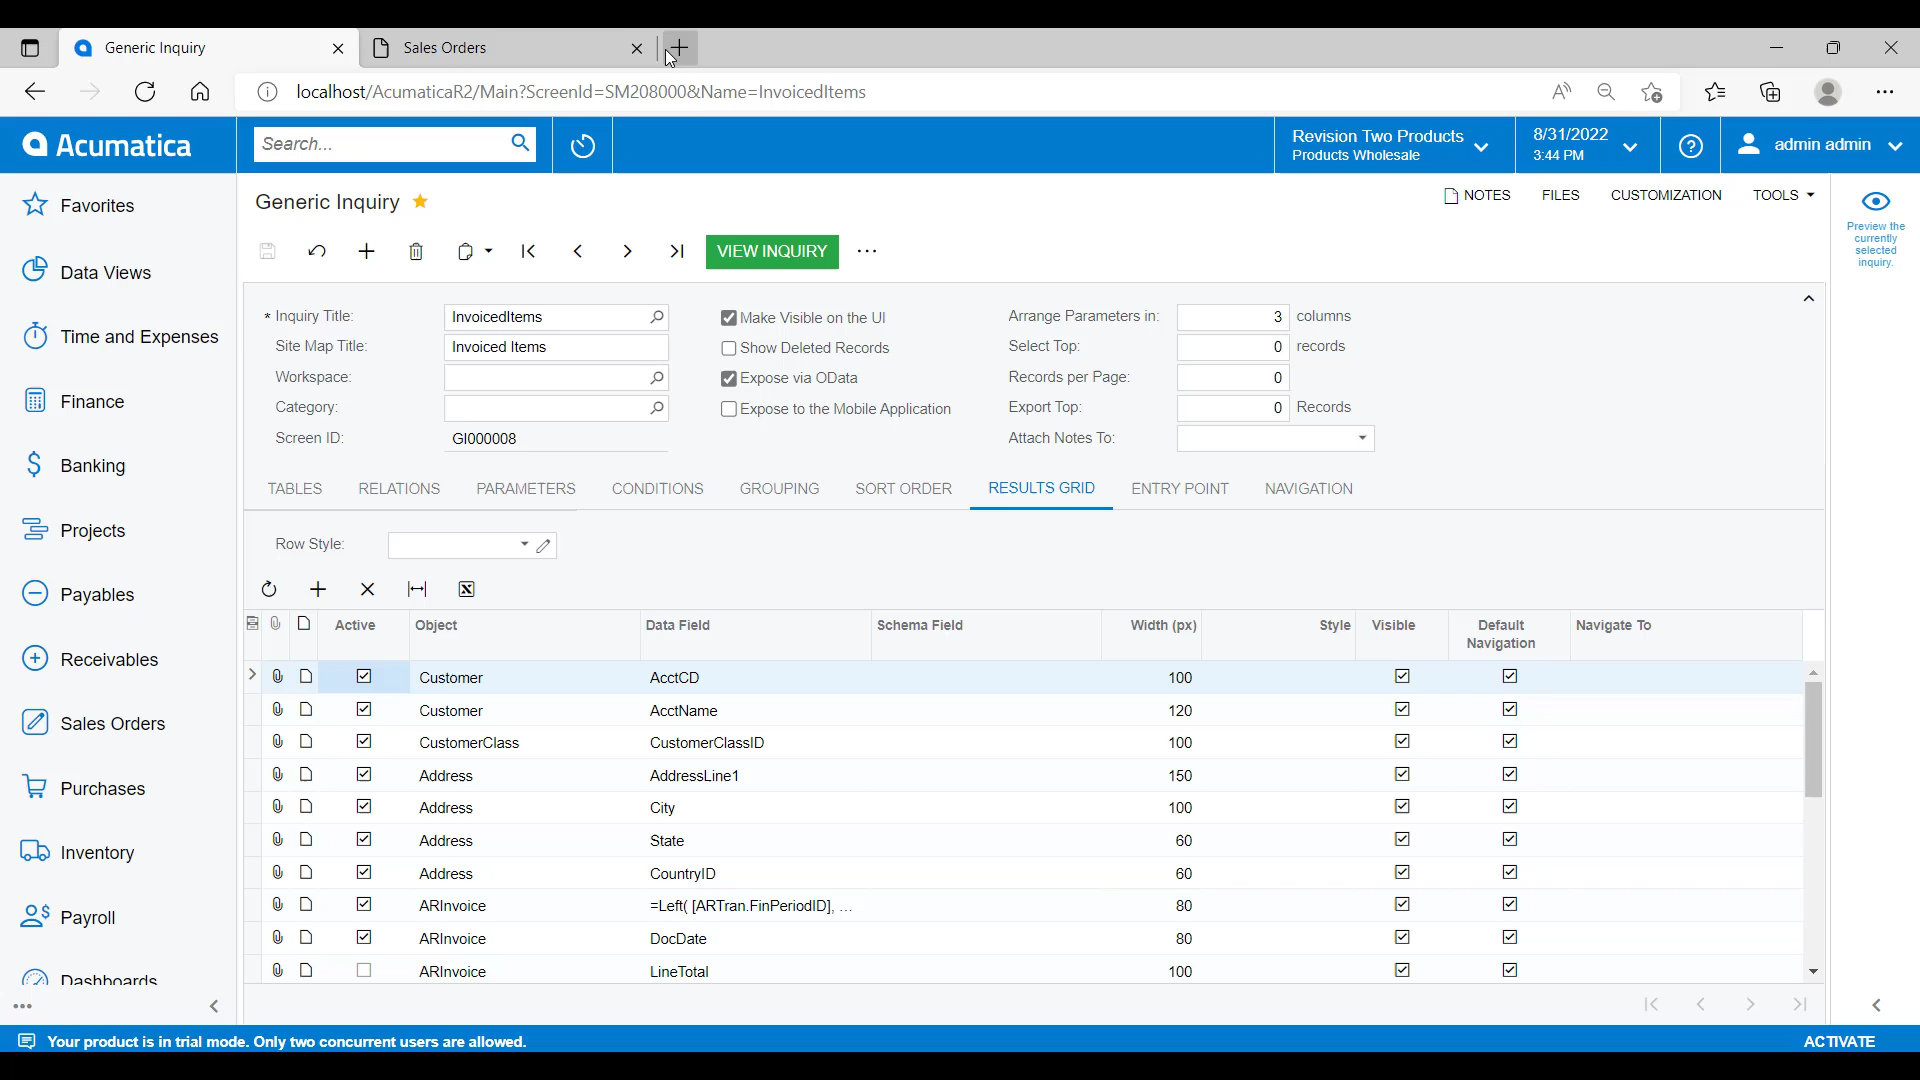 Generic Inquiry
Sales Orders
localhost/AcumaticaR2/Main?ScreenId=SM208000&Name=InvoicedItems
Acumatica
Search...
Revision Two Products
Products Wholesale
8/31/2022
3:44 PM
admin admin
Favorites
Data Views
Time and Expenses
Finance
Banking
Projects
Payables
Receivables
Sales Orders
Purchases
Inventory
Payroll
Dashboards
Generic Inquiry
NOTES FILES CUSTOMIZATION TOOLS
VIEW INQUIRY
Preview the
currently
selected
inquiry.
* Inquiry Title: InvoicedItems
Site Map Title: Invoiced Items
Workspace:
Category:
Screen ID: GI000008
Make Visible on the UI
Show Deleted Records
Expose via OData
Expose to the Mobile Application
Arrange Parameters in: 3 columns
Select Top: 0 records
Records per Page: 0
Export Top: 0 Records
Attach Notes To:
TABLES RELATIONS PARAMETERS CONDITIONS GROUPING SORT ORDER RESULTS GRID ENTRY POINT NAVIGATION
Row Style:
Active Object Data Field Schema Field Width (px) Style Visible Default Navigation Navigate To
Customer AcctCD 100
Customer AcctName 120
CustomerClass CustomerClassID 100
Address AddressLine1 150
Address City 100
Address State 60
Address CountryID 60
ARInvoice =Left( [ARTran.FinPeriodID], ... 80
ARInvoice DocDate 80
ARInvoice LineTotal 100
Your product is in trial mode. Only two concurrent users are allowed.
ACTIVATE